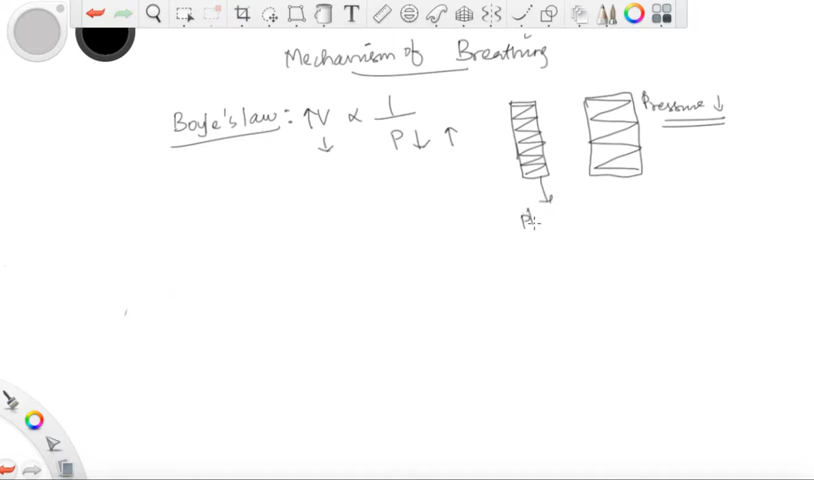 Mechanism of Breathing
Boyle's law : ↑V ∝ 1 / P ↓ ↑
↓
Pressure ↓
P↑
T